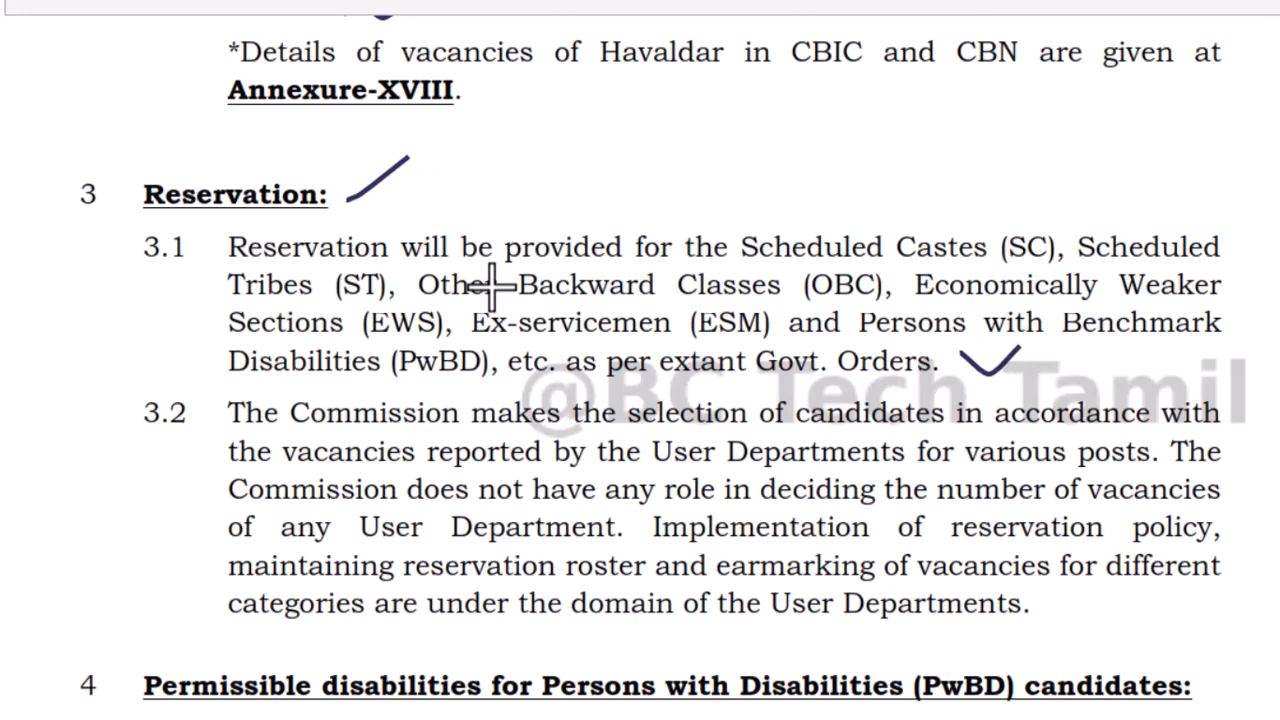 *Details of vacancies of Havaldar in CBIC and CBN are given at
Annexure-XVIII.
3 Reservation:
3.1 Reservation will be provided for the Scheduled Castes (SC), Scheduled
Tribes (ST), Other Backward Classes (OBC), Economically Weaker
Sections (EWS), Ex-servicemen (ESM) and Persons with Benchmark
Disabilities (PwBD), etc. as per extant Govt. Orders.
@BC Tech Tamil
3.2 The Commission makes the selection of candidates in accordance with
the vacancies reported by the User Departments for various posts. The
Commission does not have any role in deciding the number of vacancies
of any User Department. Implementation of reservation policy,
maintaining reservation roster and earmarking of vacancies for different
categories are under the domain of the User Departments.
4 Permissible disabilities for Persons with Disabilities (PwBD) candidates: